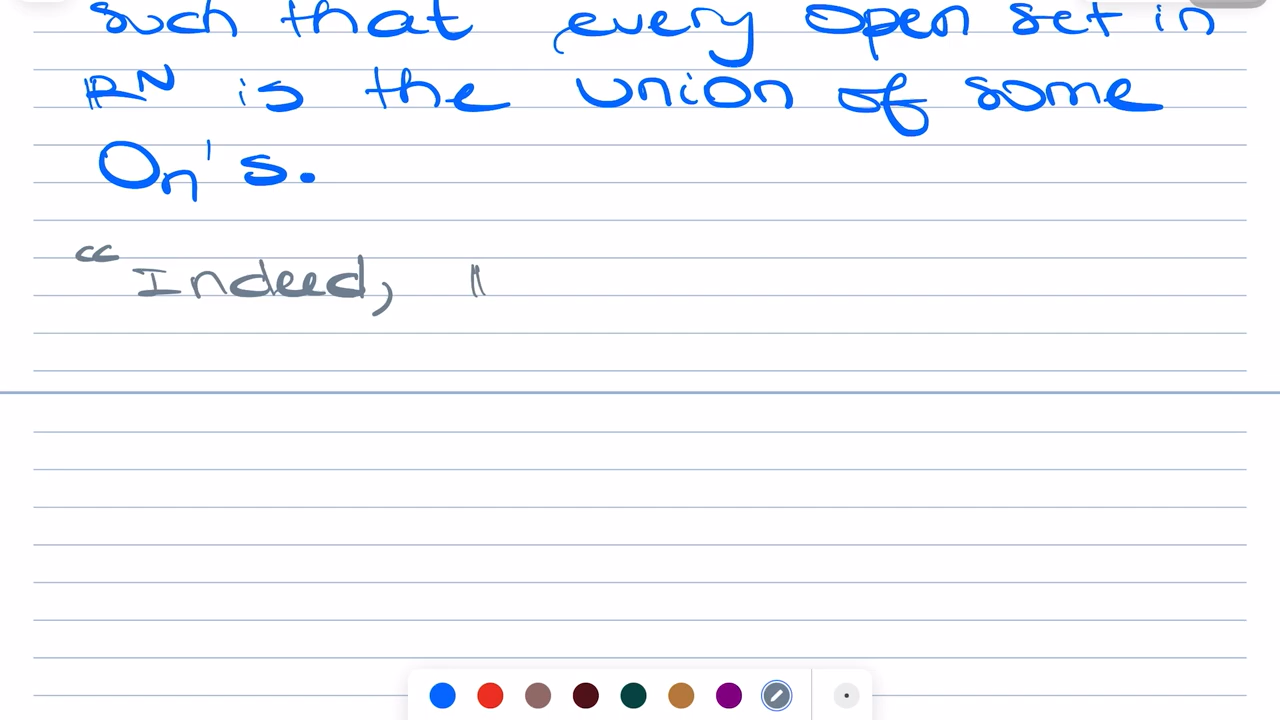 such that every open set in
ℝN is the union of some
On's.
“Indeed,